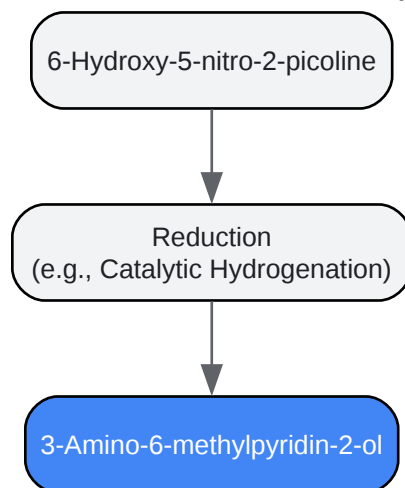 6-Hydroxy-5-nitro-2-picoline
Reduction
(e.g., Catalytic Hydrogenation)
3-Amino-6-methylpyridin-2-ol